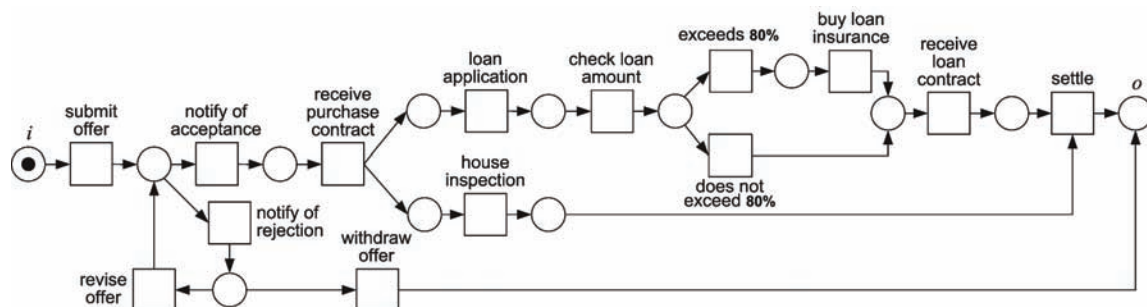 i
submit
offer
notify of
acceptance
receive
purchase
contract
loan
application
check loan
amount
exceeds 80%
buy loan
insurance
receive
loan
contract
settle
o
house
inspection
does not
exceed 80%
notify of
rejection
withdraw
offer
revise
offer